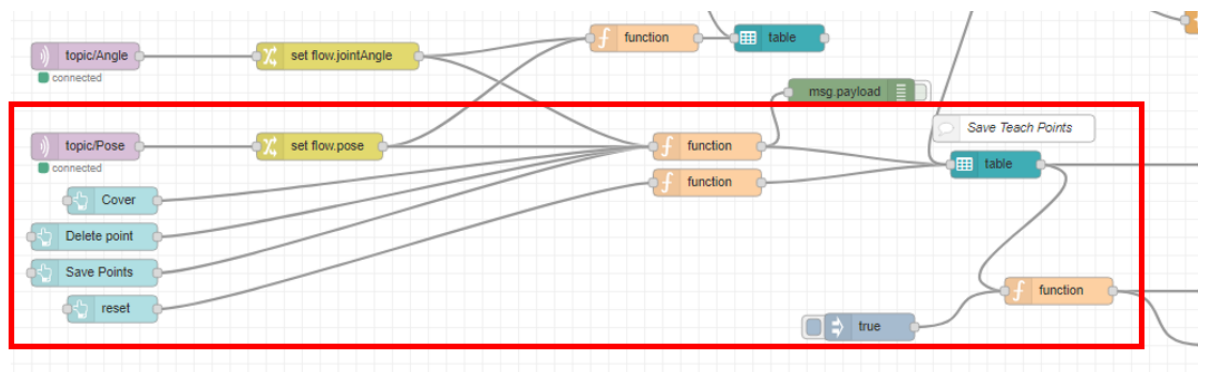 function
table
topic/Angle
set flow.jointAngle
connected
msg.payload
Save Teach Points
topic/Pose
set flow.pose
function
connected
table
function
Cover
Delete point
Save Points
function
reset
true